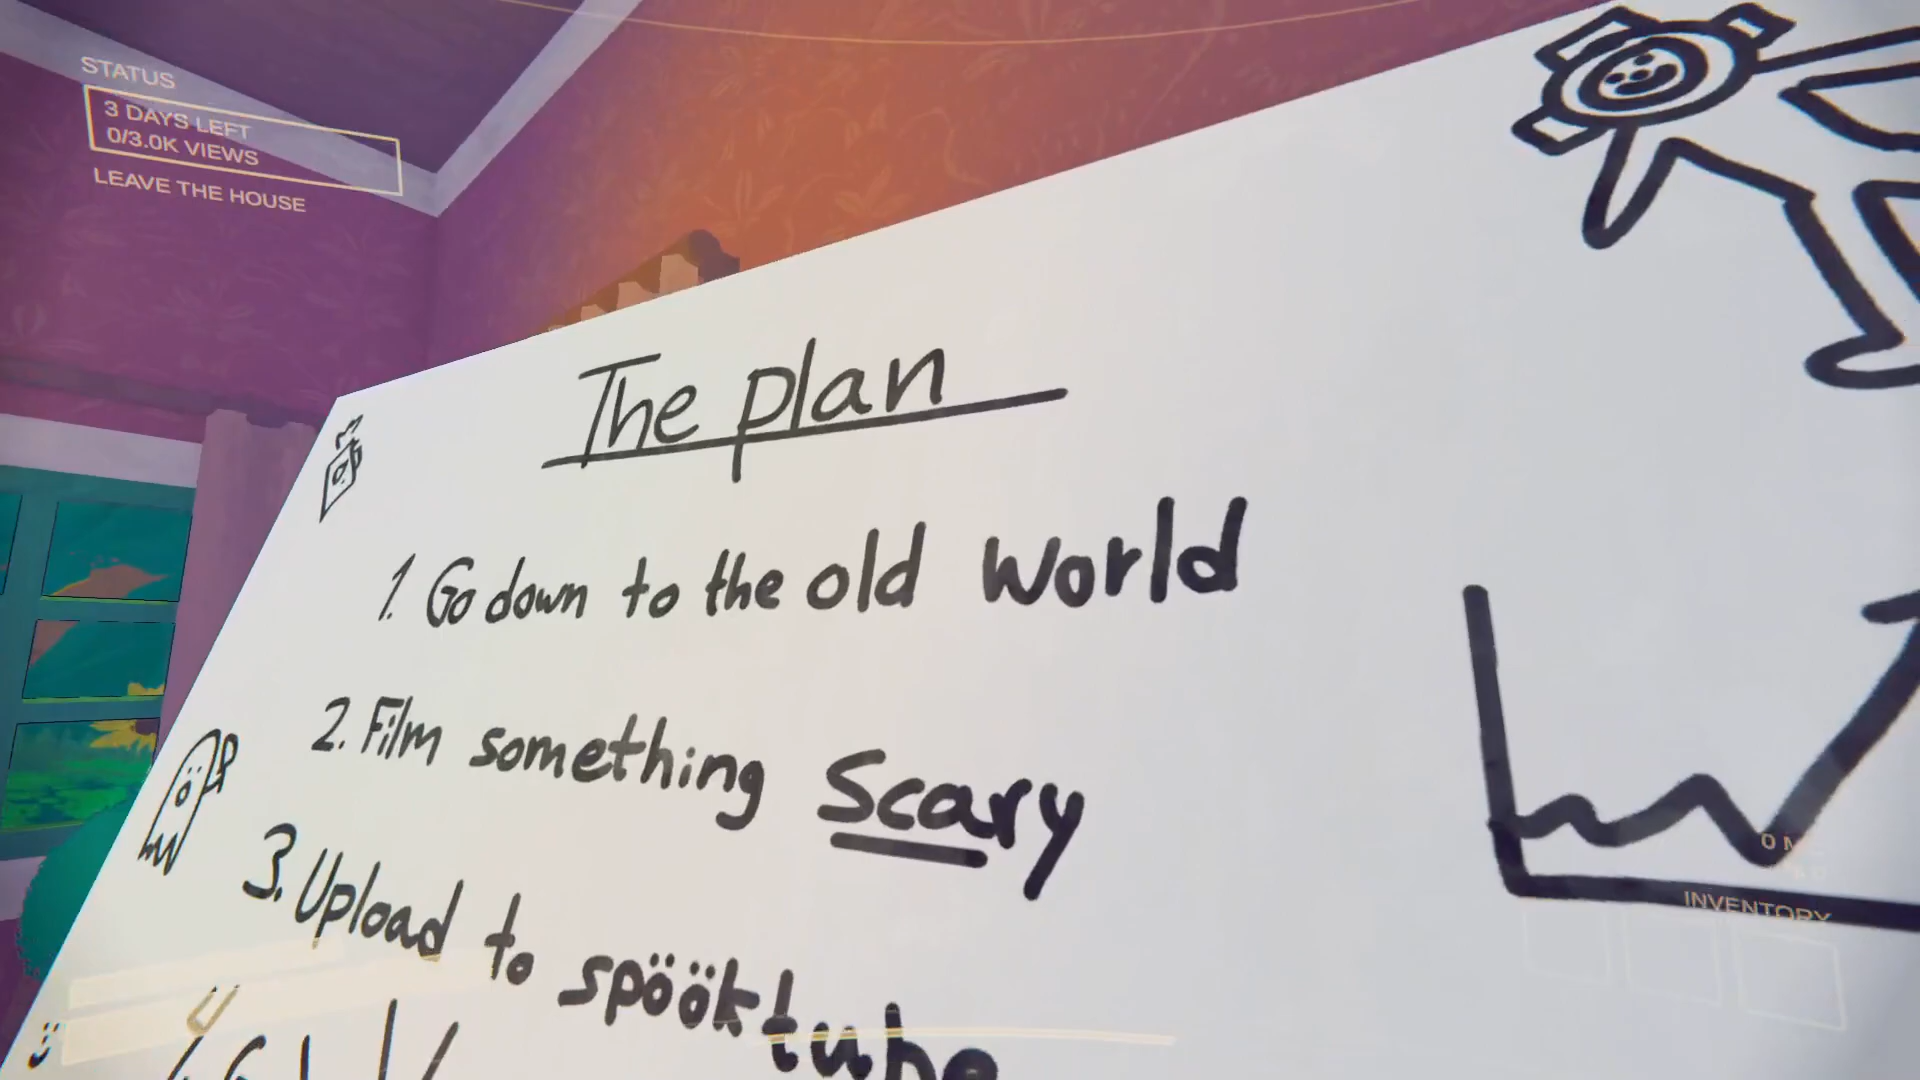 STATUS
3 DAYS LEFT
0/3.0K VIEWS
LEAVE THE HOUSE
The plan
1. Go down to the old World
2. Film something Scary
3. Upload to spööktube
INVENTORY